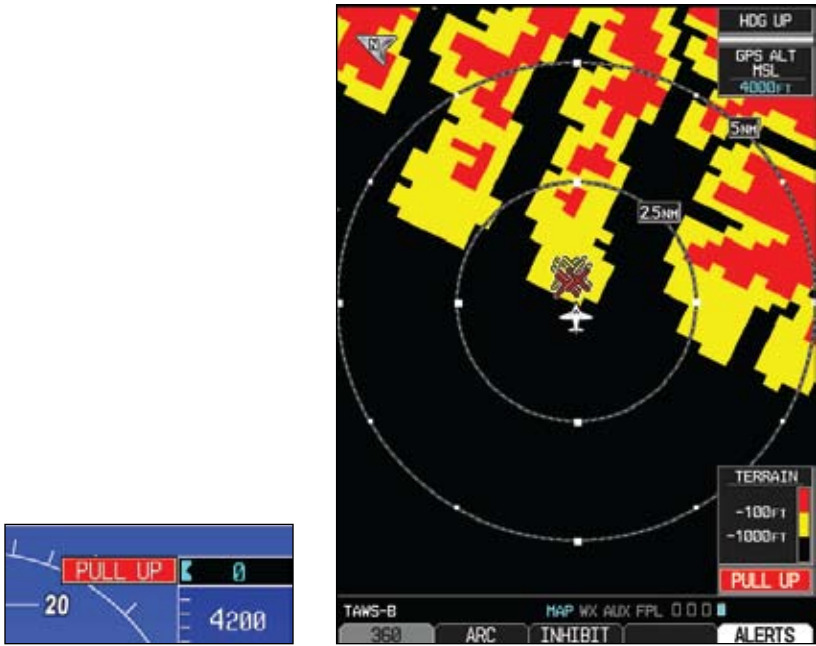 HDG UP
N
GPS ALT
MSL
4000FT
5NM
2.5NM
TERRAIN
-100FT
-1000FT
PULL UP
PULL UP 0
20
4200
TAWS-B MAP WX AUX FPL
360 ARC INHIBIT ALERTS